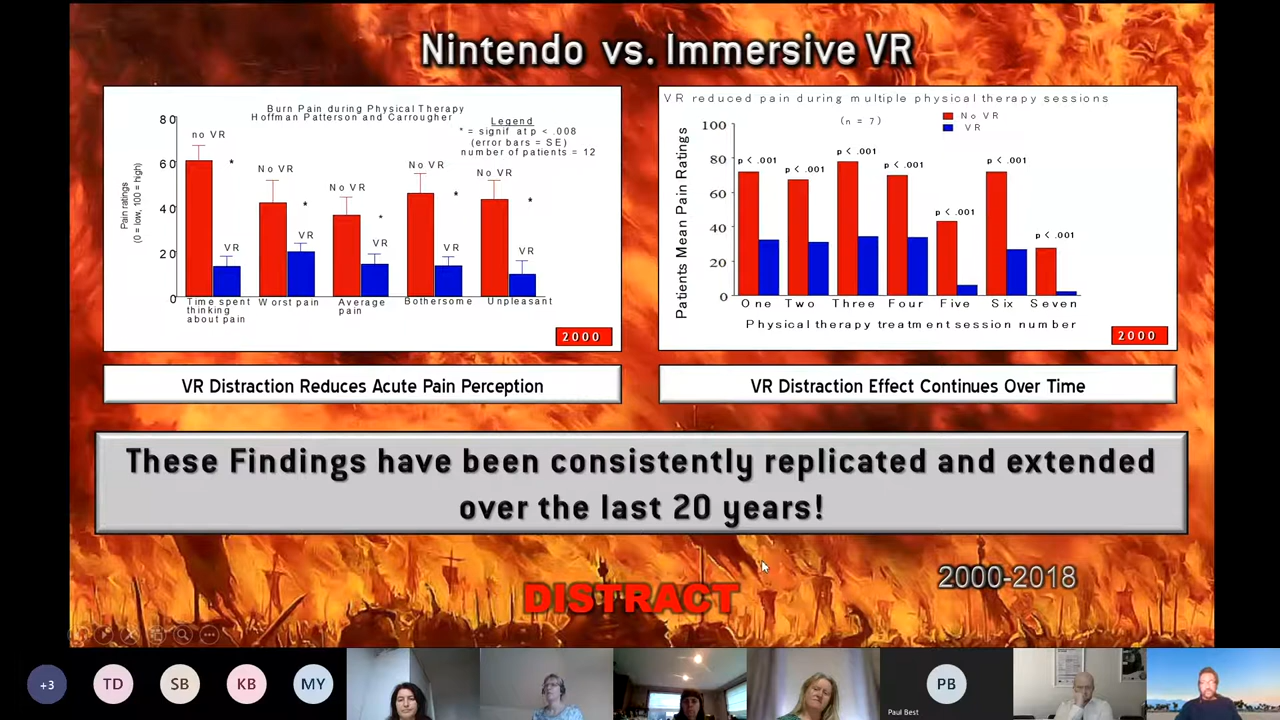 Nintendo vs. Immersive VR
Burn Pain during Physical Therapy
Hoffman Patterson and Carrougher
Legend
* = signif at p < .008
(error bars = SE)
number of patients = 12
Pain ratings
(0 = low, 100 = high)
80
60
40
20
0
no VR
*
VR
No VR
*
VR
No VR
*
VR
No VR
*
VR
No VR
*
VR
Time spent
thinking
about pain
Worst pain
Average
pain
Bothersome
Unpleasant
2000
VR reduced pain during multiple physical therapy sessions
(n = 7)
No VR
VR
Patients Mean Pain Ratings
100
80
60
40
20
0
p < .001
p < .001
p < .001
p < .001
p < .001
p < .001
p < .001
One Two Three Four Five Six Seven
Physical therapy treatment session number
2000
VR Distraction Reduces Acute Pain Perception
VR Distraction Effect Continues Over Time
These Findings have been consistently replicated and extended
over the last 20 years!
2000-2018
DISTRACT
+3
TD
SB
KB
MY
PB
Paul Best